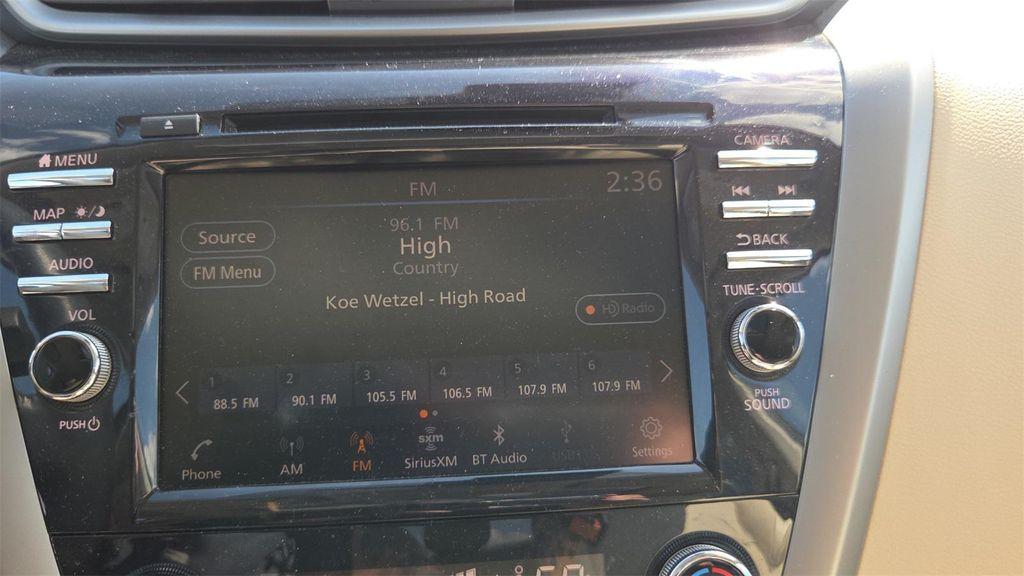 MENU
CAMERA
FM
2:36
MAP
96.1 FM
Source
High
BACK
FM Menu
Country
AUDIO
TUNE·SCROLL
Koe Wetzel - High Road
HD Radio
VOL
1 2 3 4 5 6
88.5 FM 90.1 FM 105.5 FM 106.5 FM 107.9 FM 107.9 FM
PUSH
PUSH
SOUND
sxm
Phone AM FM SiriusXM BT Audio USB Settings